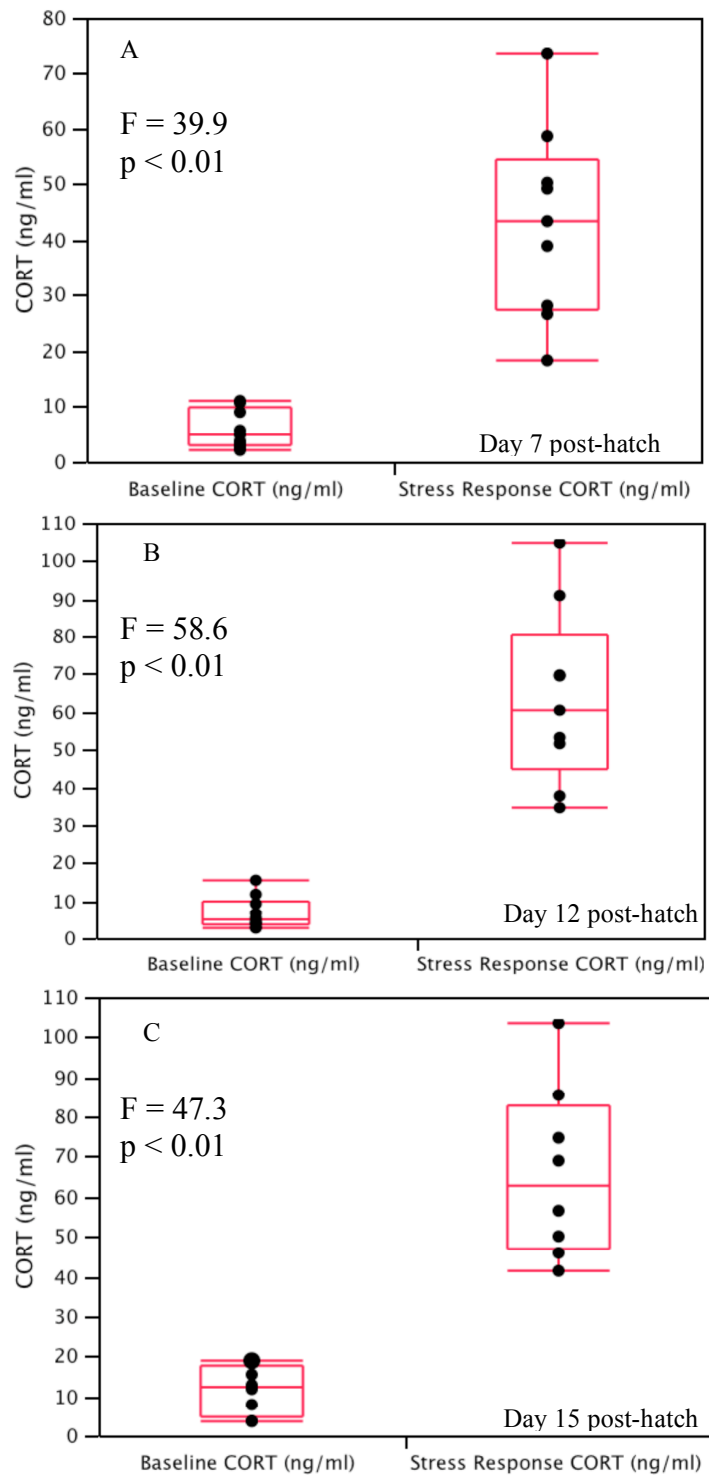 80
A
70
F = 39.9
60
p < 0.01
50
CORT (ng/ml)
40
30
20
10
Day 7 post-hatch
0
Baseline CORT (ng/ml) Stress Response CORT (ng/ml)
110
B
100
90
F = 58.6
80
p < 0.01
70
CORT (ng/ml)
60
50
40
30
20
10
Day 12 post-hatch
0
Baseline CORT (ng/ml) Stress Response CORT (ng/ml)
110
C
100
90
F = 47.3
80
p < 0.01
70
CORT (ng/ml)
60
50
40
30
20
10
Day 15 post-hatch
0
Baseline CORT (ng/ml) Stress Response CORT (ng/ml)